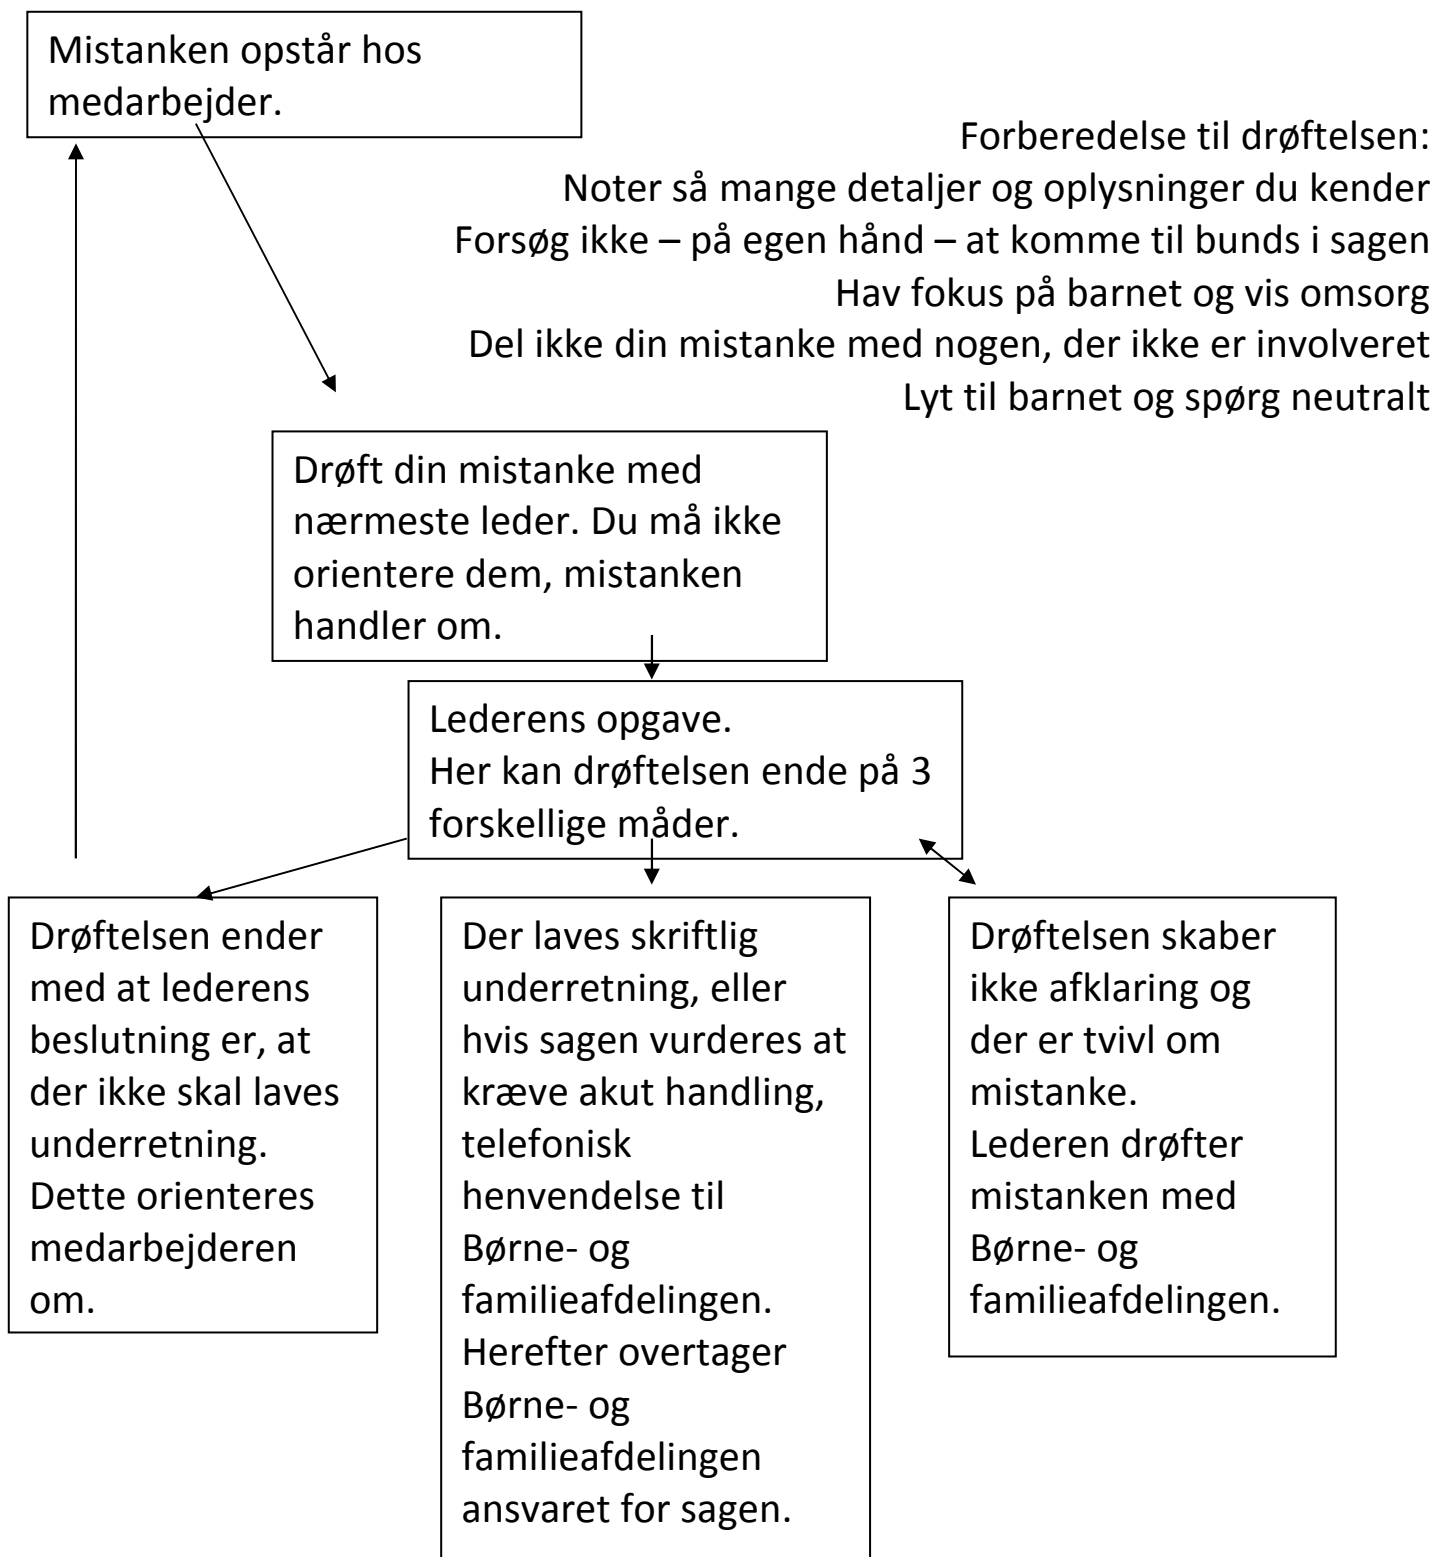 Mistanken opstår hos
medarbejder.
Forberedelse til drøftelsen:
Noter så mange detaljer og oplysninger du kender
Forsøg ikke – på egen hånd – at komme til bunds i sagen
Hav fokus på barnet og vis omsorg
Del ikke din mistanke med nogen, der ikke er involveret
Lyt til barnet og spørg neutralt
Drøft din mistanke med
nærmeste leder. Du må ikke
orientere dem, mistanken
handler om.
Lederens opgave.
Her kan drøftelsen ende på 3
forskellige måder.
Drøftelsen ender
med at lederens
beslutning er, at
der ikke skal laves
underretning.
Dette orienteres
medarbejderen
om.
Der laves skriftlig
underretning, eller
hvis sagen vurderes at
kræve akut handling,
telefonisk
henvendelse til
Børne- og
familieafdelingen.
Herefter overtager
Børne- og
familieafdelingen
ansvaret for sagen.
Drøftelsen skaber
ikke afklaring og
der er tvivl om
mistanke.
Lederen drøfter
mistanken med
Børne- og
familieafdelingen.